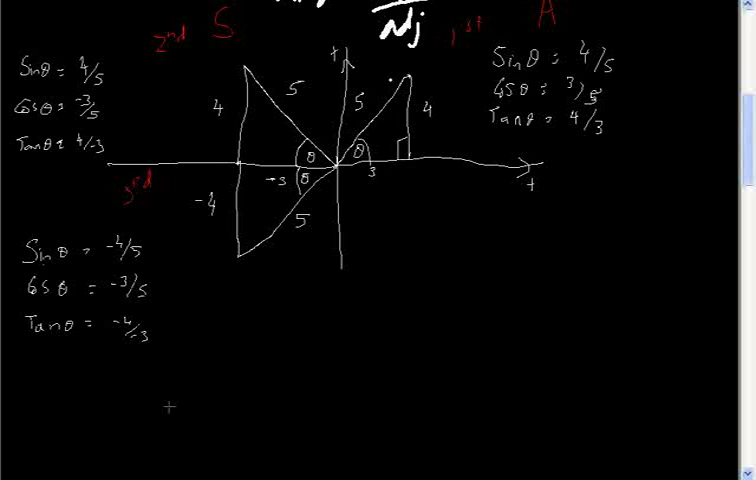 Nj
2nd S
1st A
Sinθ = 4/5
Cosθ = -3/5
Tanθ = 4/-3
Sinθ = 4/5
Cosθ = 3/5
Tanθ = 4/3
+
4
5
5
4
θ
θ
-3
θ
3
3rd
+
-4
5
Sinθ = -4/5
Cosθ = -3/5
Tanθ = -4/-3